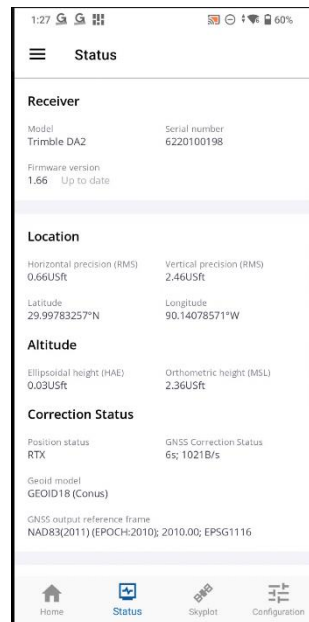 1:27 G G 60%
Status
Receiver
Model Serial number
Trimble DA2 6220100198
Firmware version
1.66 Up to date
Location
Horizontal precision (RMS) Vertical precision (RMS)
0.66USft 2.46USft
Latitude Longitude
29.99783257°N 90.14078571°W
Altitude
Ellipsoidal height (HAE) Orthometric height (MSL)
0.03USft 2.36USft
Correction Status
Position status GNSS Correction Status
RTX 6s; 1021B/s
Geoid model
GEOID18 (Conus)
GNSS output reference frame
NAD83(2011) (EPOCH:2010); 2010.00; EPSG1116
Home Status Skyplot Configuration